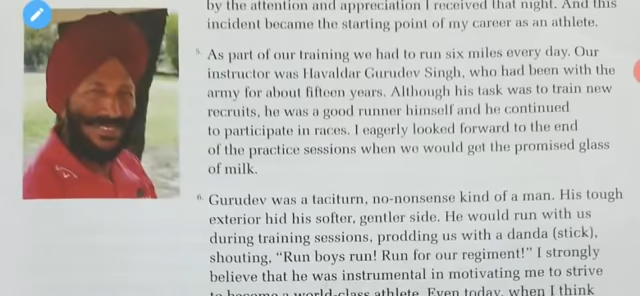 by the attention and appreciation I received that night. And this
incident became the starting point of my career as an athlete.
5. As part of our training we had to run six miles every day. Our
instructor was Havaldar Gurudev Singh, who had been with the
army for about fifteen years. Although his task was to train new
recruits, he was a good runner himself and he continued
to participate in races. I eagerly looked forward to the end
of the practice sessions when we would get the promised glass
of milk.
6. Gurudev was a taciturn, no-nonsense kind of a man. His tough
exterior hid his softer, gentler side. He would run with us
during training sessions, prodding us with a danda (stick),
shouting, “Run boys run! Run for our regiment!” I strongly
believe that he was instrumental in motivating me to strive
to become a world-class athlete. Even today, when I think